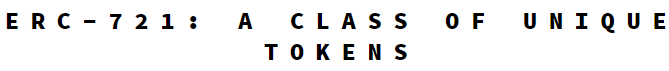 ERC-721: A CLASS OF UNIQUE
TOKENS